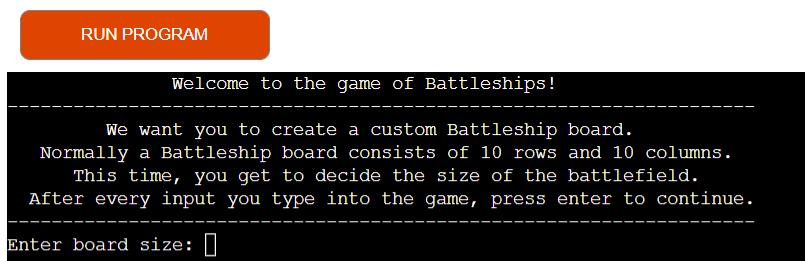 RUN PROGRAM
Welcome to the game of Battleships!
--------------------------------------------------------------------
We want you to create a custom Battleship board.
Normally a Battleship board consists of 10 rows and 10 columns.
This time, you get to decide the size of the battlefield.
After every input you type into the game, press enter to continue.
--------------------------------------------------------------------
Enter board size: